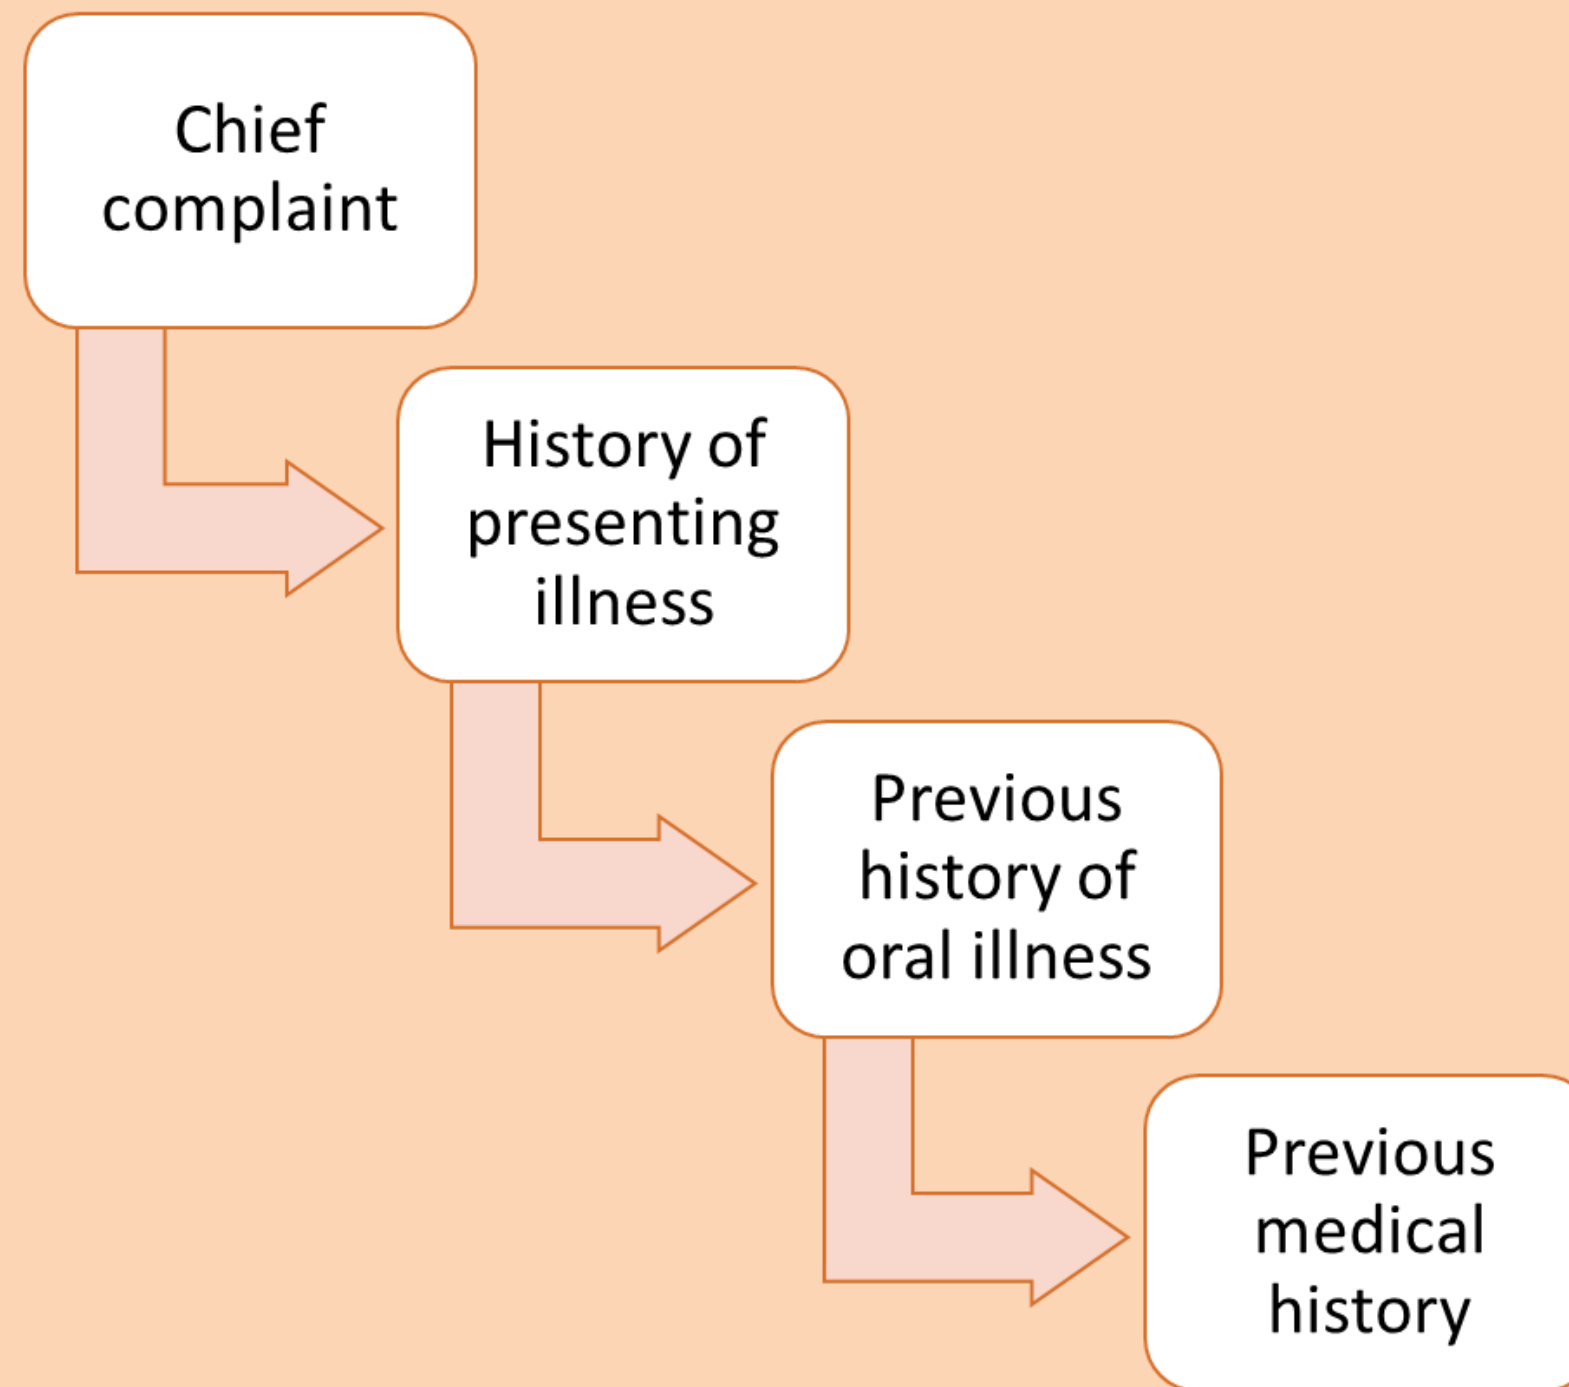 Chief
complaint
History of
presenting
illness
Previous
history of
oral illness
Previous
medical
history